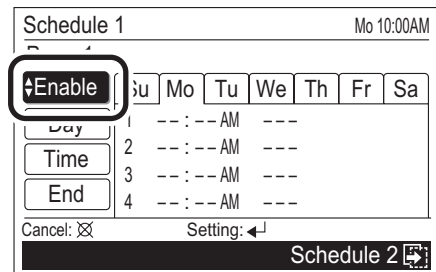 Schedule 1 Mo 10:00AM
Enable Su Mo Tu We Th Fr Sa
Day 1 --:--AM ---
Time 2 --:--AM ---
3 --:--AM ---
End 4 --:--AM ---
Cancel: Setting:
Schedule 2